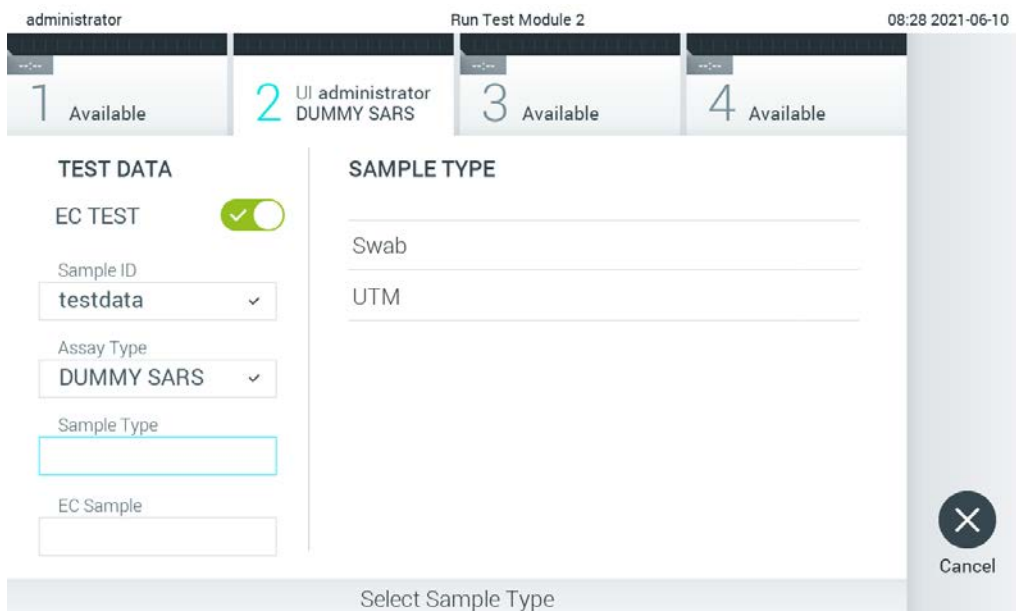 administrator
Run Test Module 2
08:28 2021-06-10
--:--
1 Available
2 UI administrator
DUMMY SARS
--:--
3 Available
--:--
4 Available
TEST DATA
EC TEST
Sample ID
testdata
Assay Type
DUMMY SARS
Sample Type
EC Sample
SAMPLE TYPE
Swab
UTM
Cancel
Select Sample Type